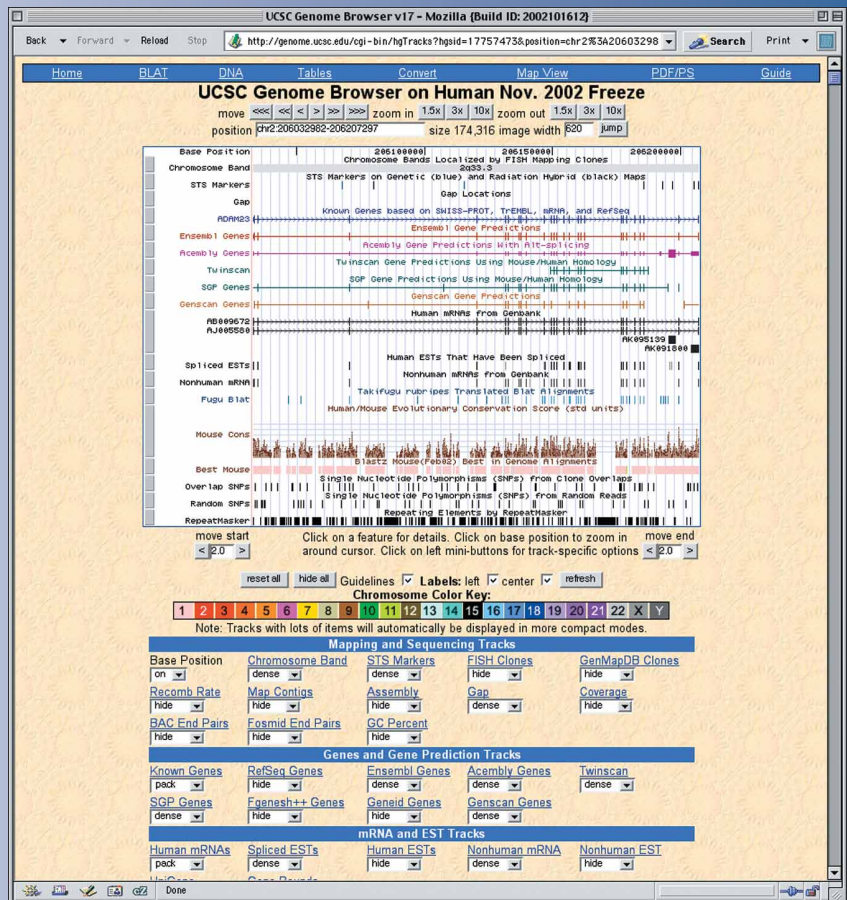 UCSC Genome Browser v17 - Mozilla {Build ID: 2002101612}
Back Forward Reload Stop http://genome.ucsc.edu/cgi-bin/hgTracks?hgsid=17757473&position=chr2%3A20603298 Search Print
Home BLAT DNA Tables Convert Map View PDF/PS Guide
UCSC Genome Browser on Human Nov. 2002 Freeze
move <<< << < > >> >>> zoom in 1.5x 3x 10x zoom out 1.5x 3x 10x
position chr2:206032982-206207297 size 174,316 image width 620 jump
Base Position 206100000| 206150000| 206200000|
Chromosome Bands Localized by FISH Mapping Clones
Chromosome Band 2q33.3
STS Markers on Genetic (blue) and Radiation Hybrid (black) Maps
STS Markers
Gap Locations
Gap
Known Genes based on SWISS-PROT, TrEMBL, mRNA, and RefSeq
ADAM23
Ensembl Gene Predictions
Ensembl Genes
Acembly Gene Predictions With Alt-splicing
Acembly Genes
Twinscan Gene Predictions Using Mouse/Human Homology
Twinscan
SGP Gene Predictions Using Mouse/Human Homology
SGP Genes
Genscan Gene Predictions
Genscan Genes
Human mRNAs from Genbank
AB009672
AJ005580
AK095139
AK091800
Human ESTs That Have Been Spliced
Spliced ESTs
Nonhuman mRNAs from Genbank
Nonhuman mRNA
Takifugu rubripes Translated Blat Alignments
Fugu Blat
Human/Mouse Evolutionary Conservation Score (std units)
Mouse Cons
Blastz Mouse(Feb02) Best in Genome Alignments
Best Mouse
Single Nucleotide Polymorphisms (SNPs) from Clone Overlaps
Overlap SNPs
Single Nucleotide Polymorphisms (SNPs) from Random Reads
Random SNPs
Repeating Elements by RepeatMasker
RepeatMasker
move start Click on a feature for details. Click on base position to zoom in move end
< 2.0 > around cursor. Click on left mini-buttons for track-specific options < 2.0 >
reset all hide all Guidelines Labels: left center refresh
Chromosome Color Key:
1 2 3 4 5 6 7 8 9 10 11 12 13 14 15 16 17 18 19 20 21 22 X Y
Note: Tracks with lots of items will automatically be displayed in more compact modes.
Mapping and Sequencing Tracks
Base Position Chromosome Band STS Markers FISH Clones GenMapDB Clones
on dense dense hide hide
Recomb Rate Map Contigs Assembly Gap Coverage
hide hide hide dense hide
BAC End Pairs Fosmid End Pairs GC Percent
hide hide hide
Genes and Gene Prediction Tracks
Known Genes RefSeq Genes Ensembl Genes Acembly Genes Twinscan
pack hide dense dense dense
SGP Genes Fgenesh++ Genes Geneid Genes Genscan Genes
dense hide hide dense
mRNA and EST Tracks
Human mRNAs Spliced ESTs Human ESTs Nonhuman mRNA Nonhuman EST
pack dense hide dense hide
Done